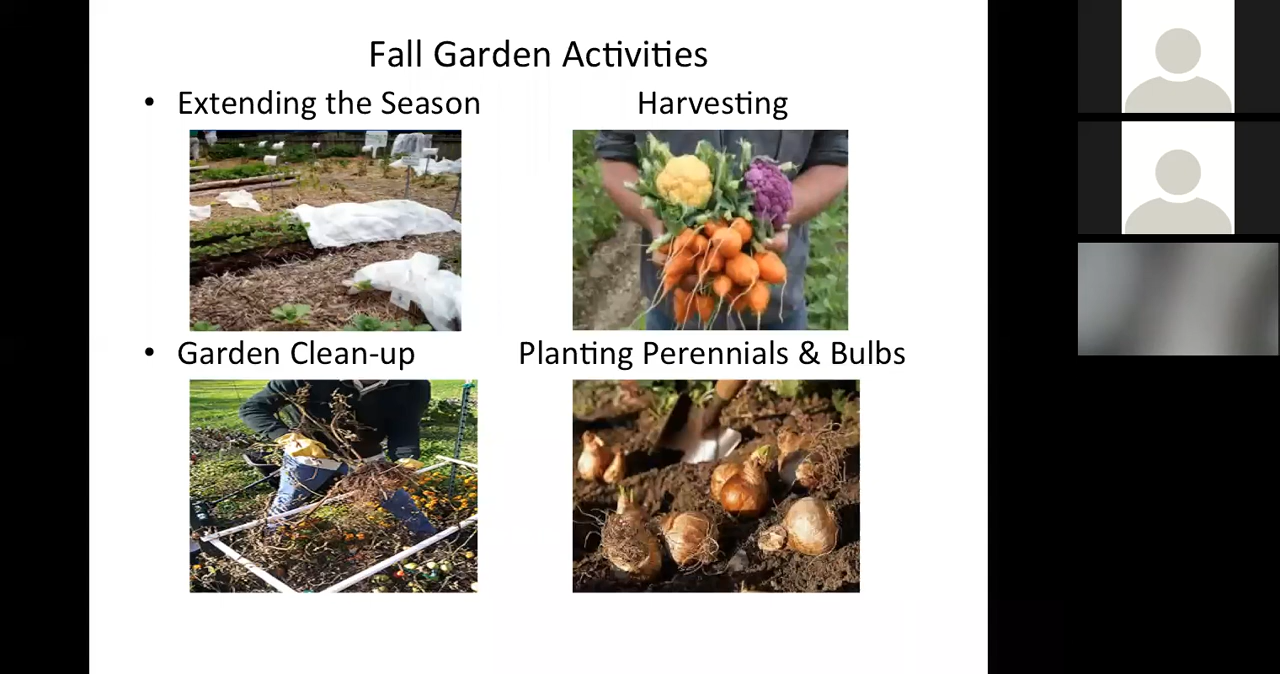 Fall Garden Activities
• Extending the Season
Harvesting
• Garden Clean-up
Planting Perennials & Bulbs